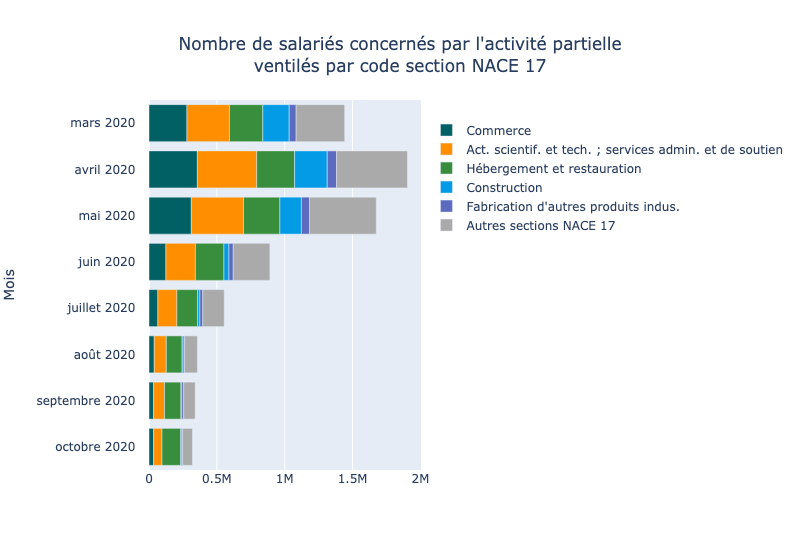 Nombre de salariés concernés par l'activité partielle
ventilés par code section NACE 17
Mois
mars 2020
avril 2020
mai 2020
juin 2020
juillet 2020
août 2020
septembre 2020
octobre 2020
0
0.5M
1M
1.5M
2M
Commerce
Act. scientif. et tech. ; services admin. et de soutien
Hébergement et restauration
Construction
Fabrication d'autres produits indus.
Autres sections NACE 17